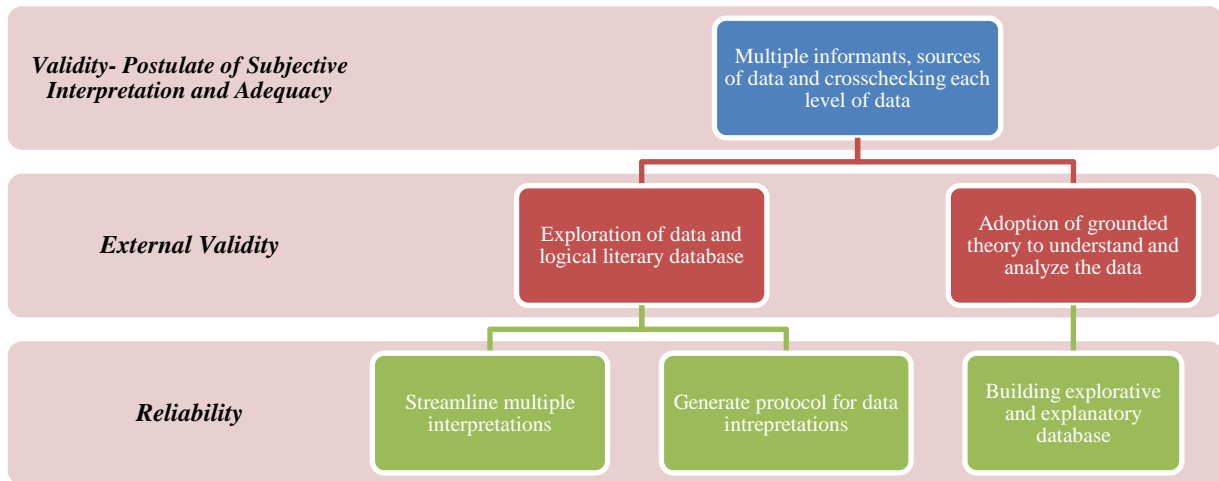 Validity- Postulate of Subjective
Interpretation and Adequacy
Multiple informants, sources
of data and crosschecking each
level of data
External Validity
Exploration of data and
logical literary database
Adoption of grounded
theory to understand and
analyze the data
Reliability
Streamline multiple
interpretations
Generate protocol for data
intrepretations
Building explorative
and explanatory
database